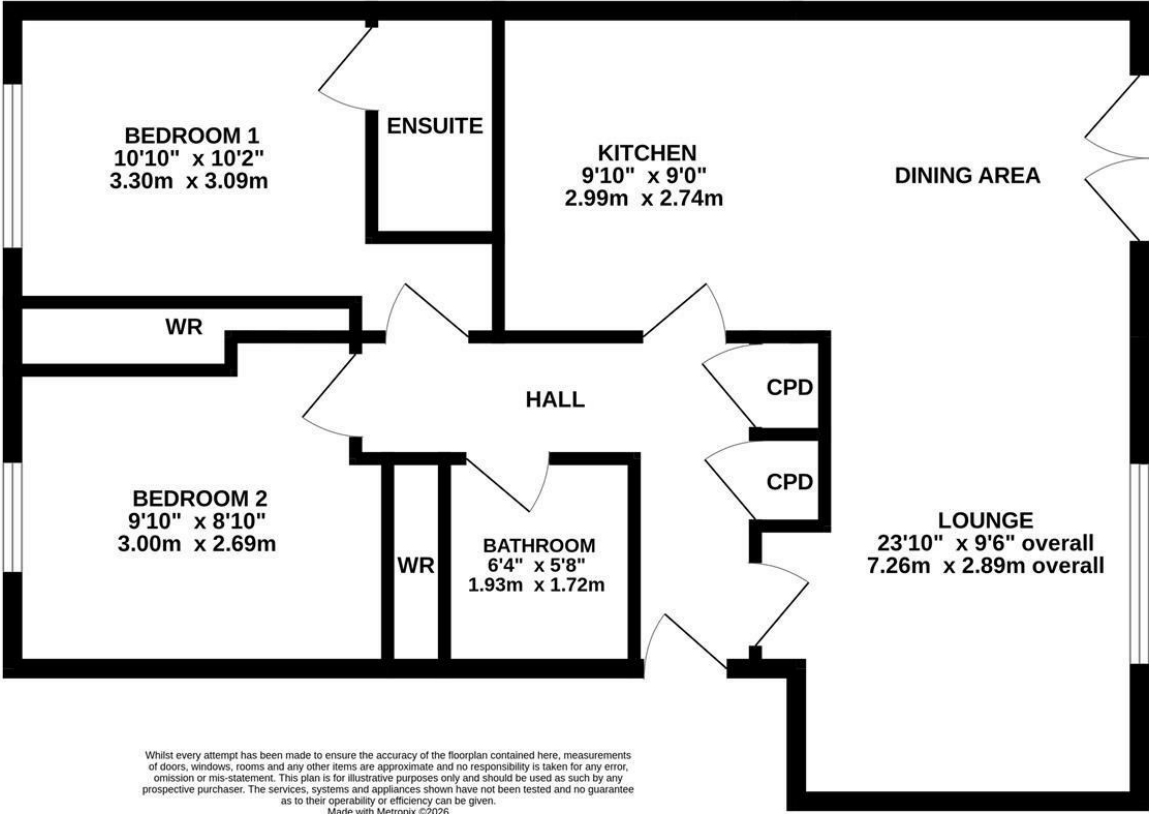 BEDROOM 1
10'10" x 10'2"
3.30m x 3.09m
ENSUITE
KITCHEN
9'10" x 9'0"
2.99m x 2.74m
DINING AREA
WR
HALL
CPD
CPD
BEDROOM 2
9'10" x 8'10"
3.00m x 2.69m
WR
BATHROOM
6'4" x 5'8"
1.93m x 1.72m
LOUNGE
23'10" x 9'6" overall
7.26m x 2.89m overall
Whilst every attempt has been made to ensure the accuracy of the floorplan contained here, measurements
of doors, windows, rooms and any other items are approximate and no responsibility is taken for any error,
omission or mis-statement. This plan is for illustrative purposes only and should be used as such by any
prospective purchaser. The services, systems and appliances shown have not been tested and no guarantee
as to their operability or efficiency can be given.
Made with Metropix ©2026